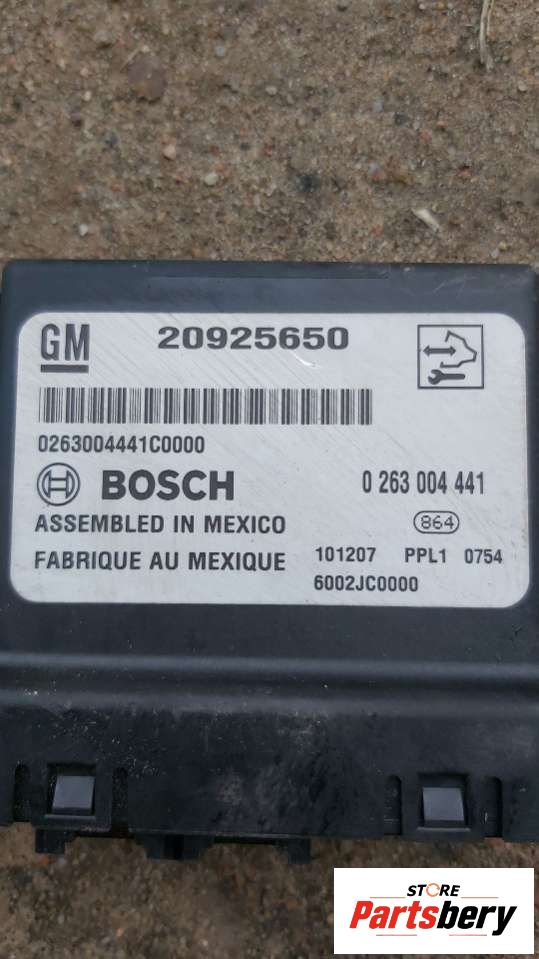 GM 20925650
0263004441C0000
BOSCH 0 263 004 441
ASSEMBLED IN MEXICO 864
FABRIQUE AU MEXIQUE 101207 PPL1 0754
6002JC0000
STORE
Partsbery